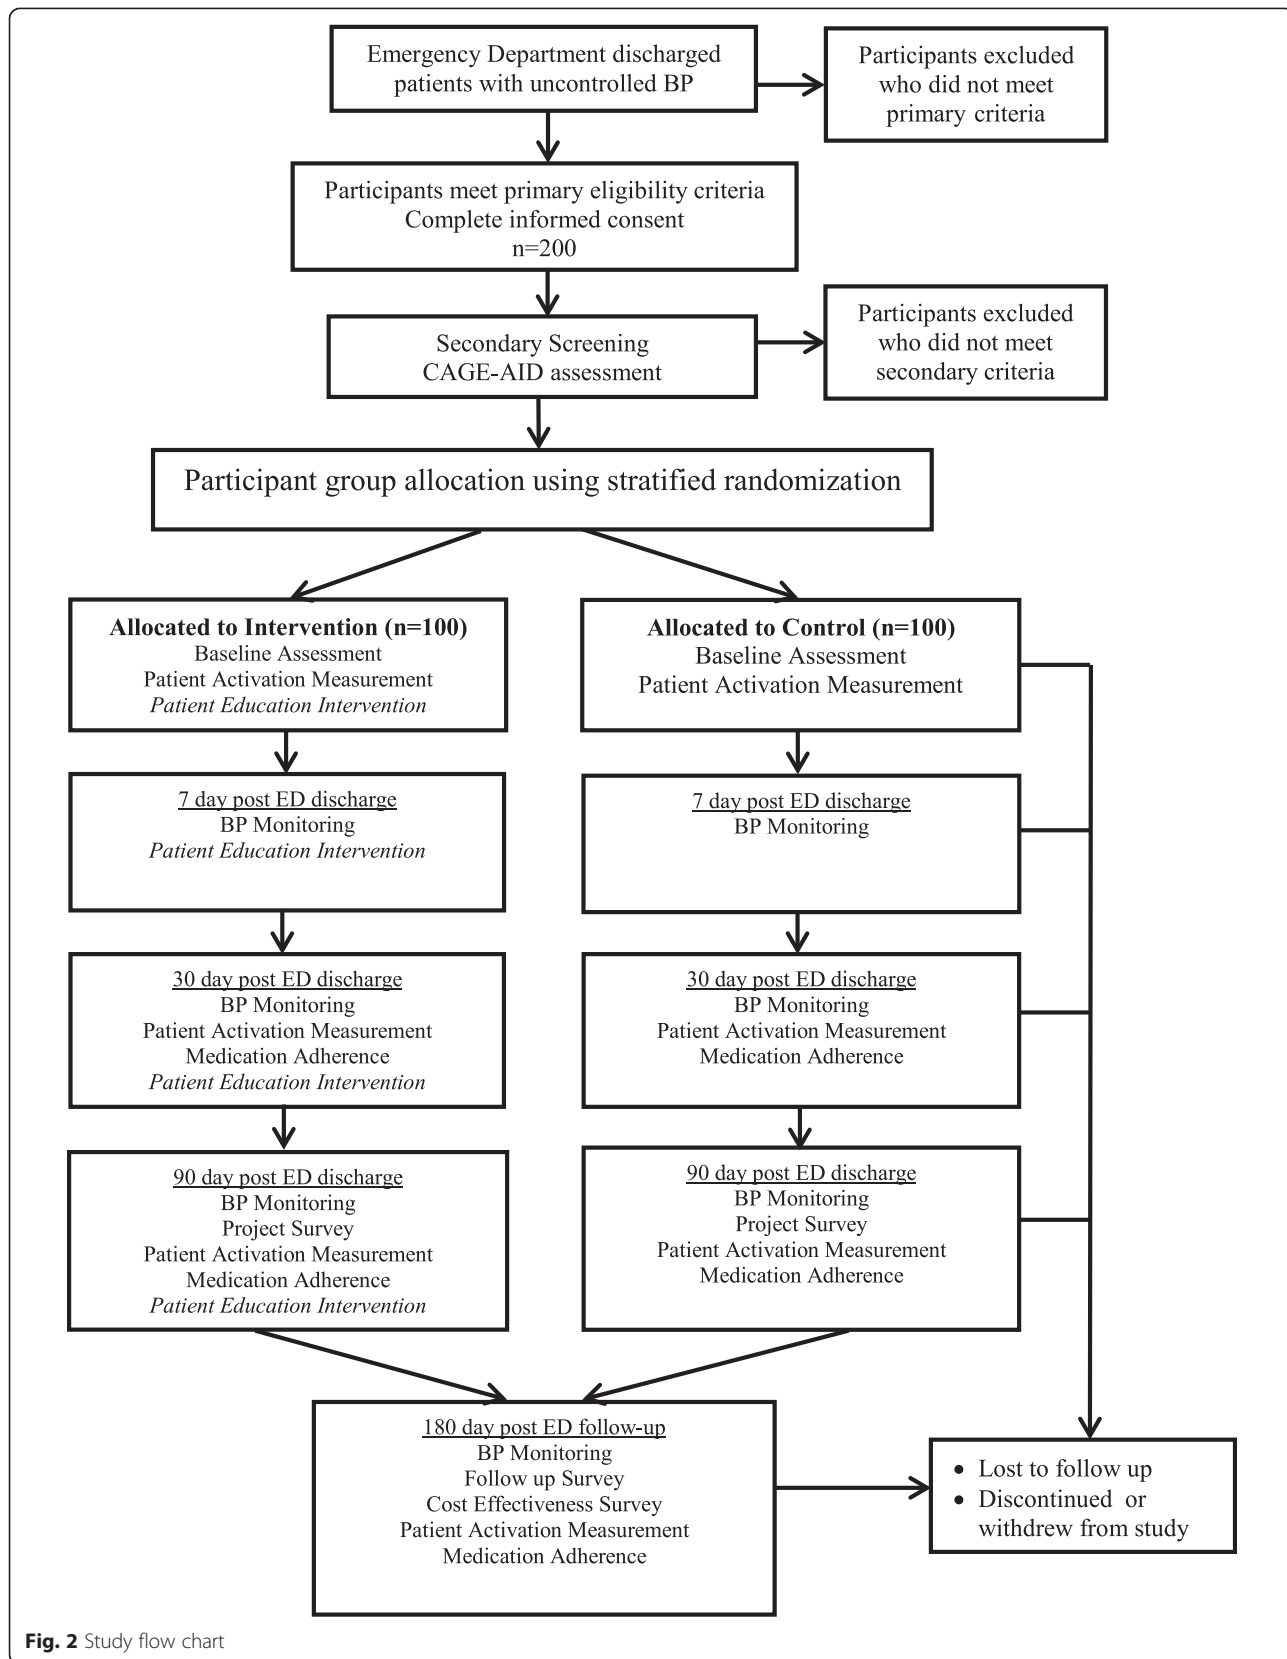 Emergency Department discharged
patients with uncontrolled BP
Participants excluded
who did not meet
primary criteria
Participants meet primary eligibility criteria
Complete informed consent
n=200
Secondary Screening
CAGE-AID assessment
Participants excluded
who did not meet
secondary criteria
Participant group allocation using stratified randomization
Allocated to Intervention (n=100)
Baseline Assessment
Patient Activation Measurement
Patient Education Intervention
Allocated to Control (n=100)
Baseline Assessment
Patient Activation Measurement
7 day post ED discharge
BP Monitoring
Patient Education Intervention
7 day post ED discharge
BP Monitoring
30 day post ED discharge
BP Monitoring
Patient Activation Measurement
Medication Adherence
Patient Education Intervention
30 day post ED discharge
BP Monitoring
Patient Activation Measurement
Medication Adherence
90 day post ED discharge
BP Monitoring
Project Survey
Patient Activation Measurement
Medication Adherence
Patient Education Intervention
90 day post ED discharge
BP Monitoring
Project Survey
Patient Activation Measurement
Medication Adherence
180 day post ED follow-up
BP Monitoring
Follow up Survey
Cost Effectiveness Survey
Patient Activation Measurement
Medication Adherence
• Lost to follow up
• Discontinued or
withdrew from study
Fig. 2 Study flow chart